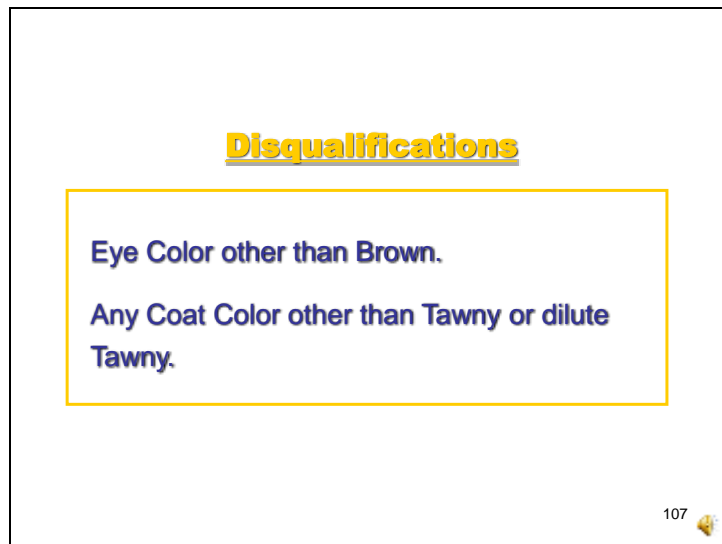 Disqualifications
Eye Color other than Brown.
Any Coat Color other than Tawny or dilute
Tawny.
107